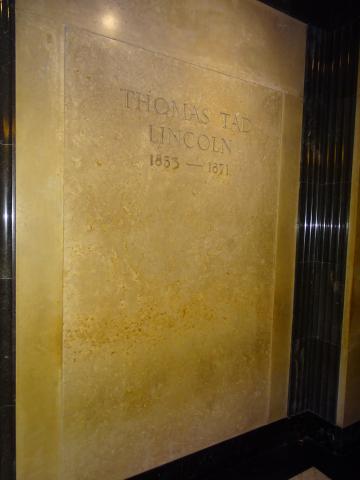 THOMAS TAD
LINCOLN
1853 — 1871